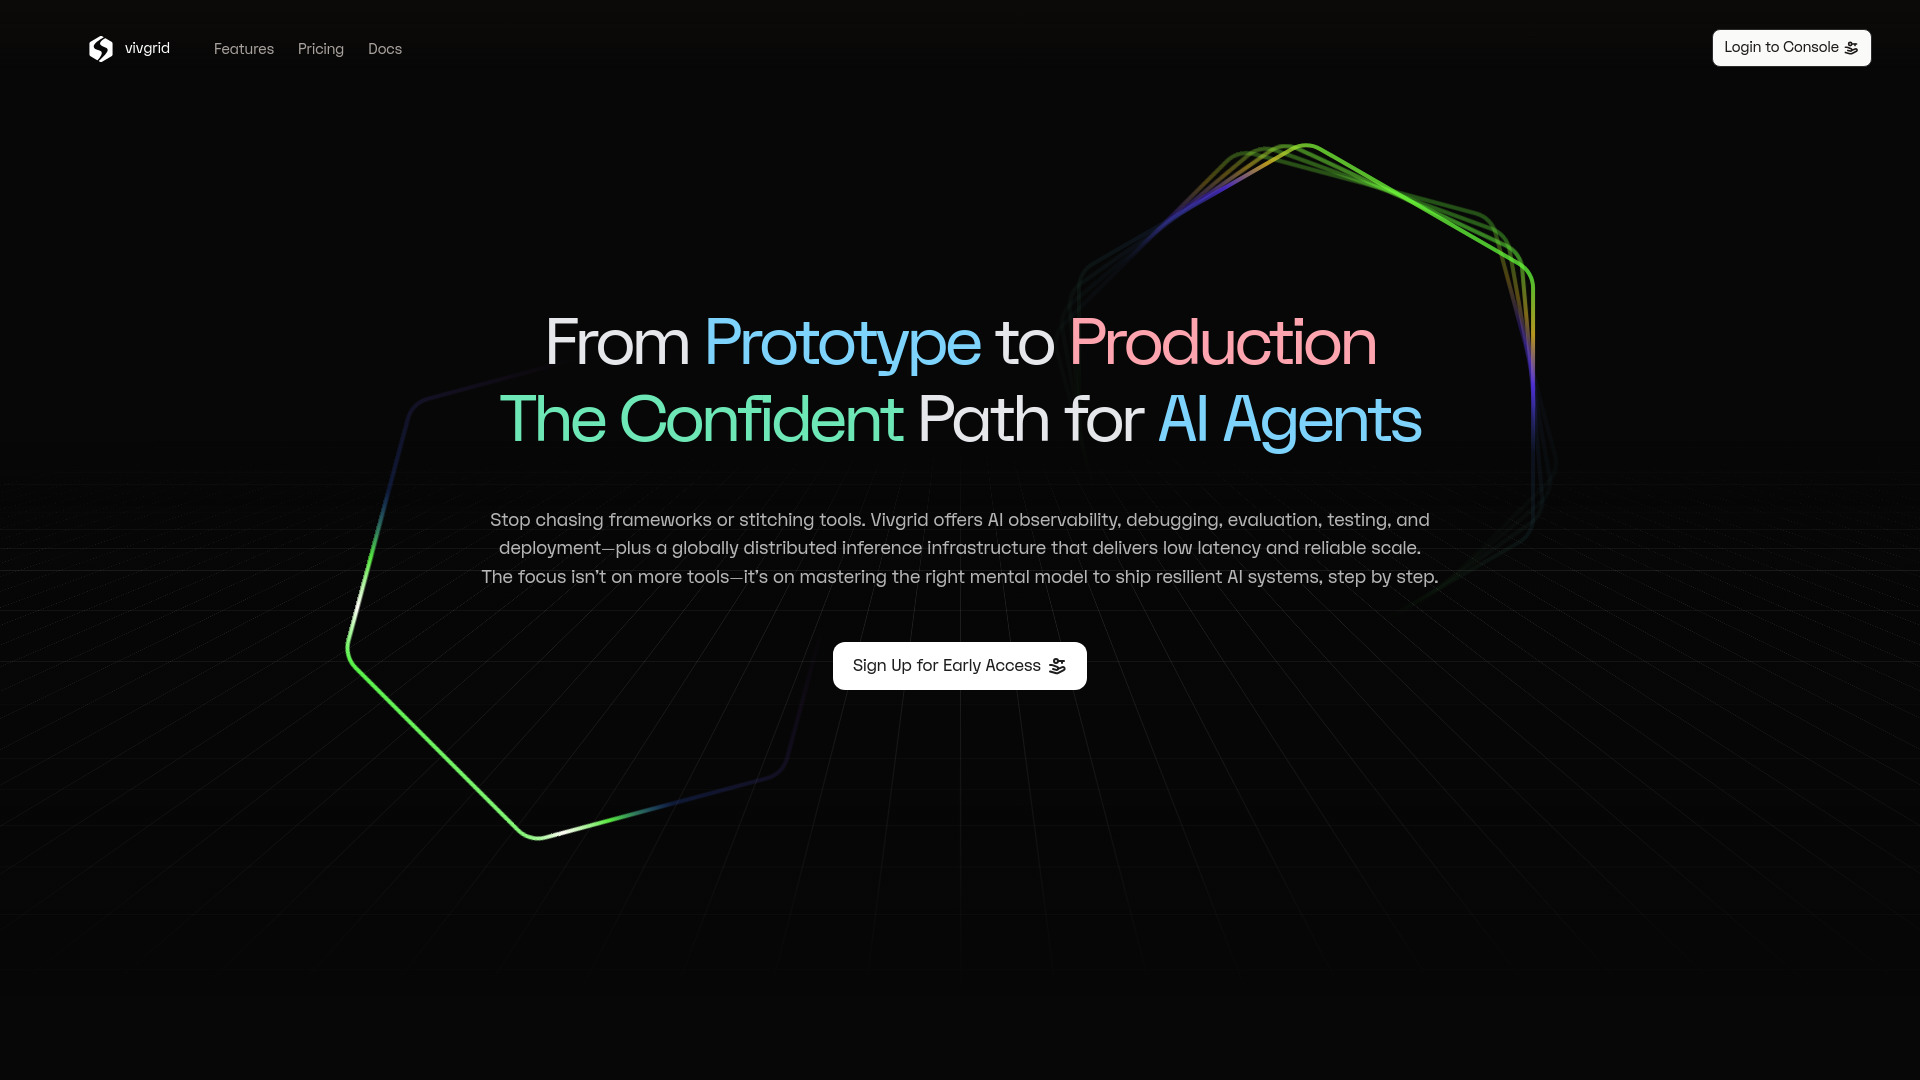 vivgrid
Features
Pricing
Docs
Login to Console
From Prototype to Production
The Confident Path for AI Agents
Stop chasing frameworks or stitching tools. Vivgrid offers AI observability, debugging, evaluation, testing, and
deployment—plus a globally distributed inference infrastructure that delivers low latency and reliable scale.
The focus isn’t on more tools—it’s on mastering the right mental model to ship resilient AI systems, step by step.
Sign Up for Early Access